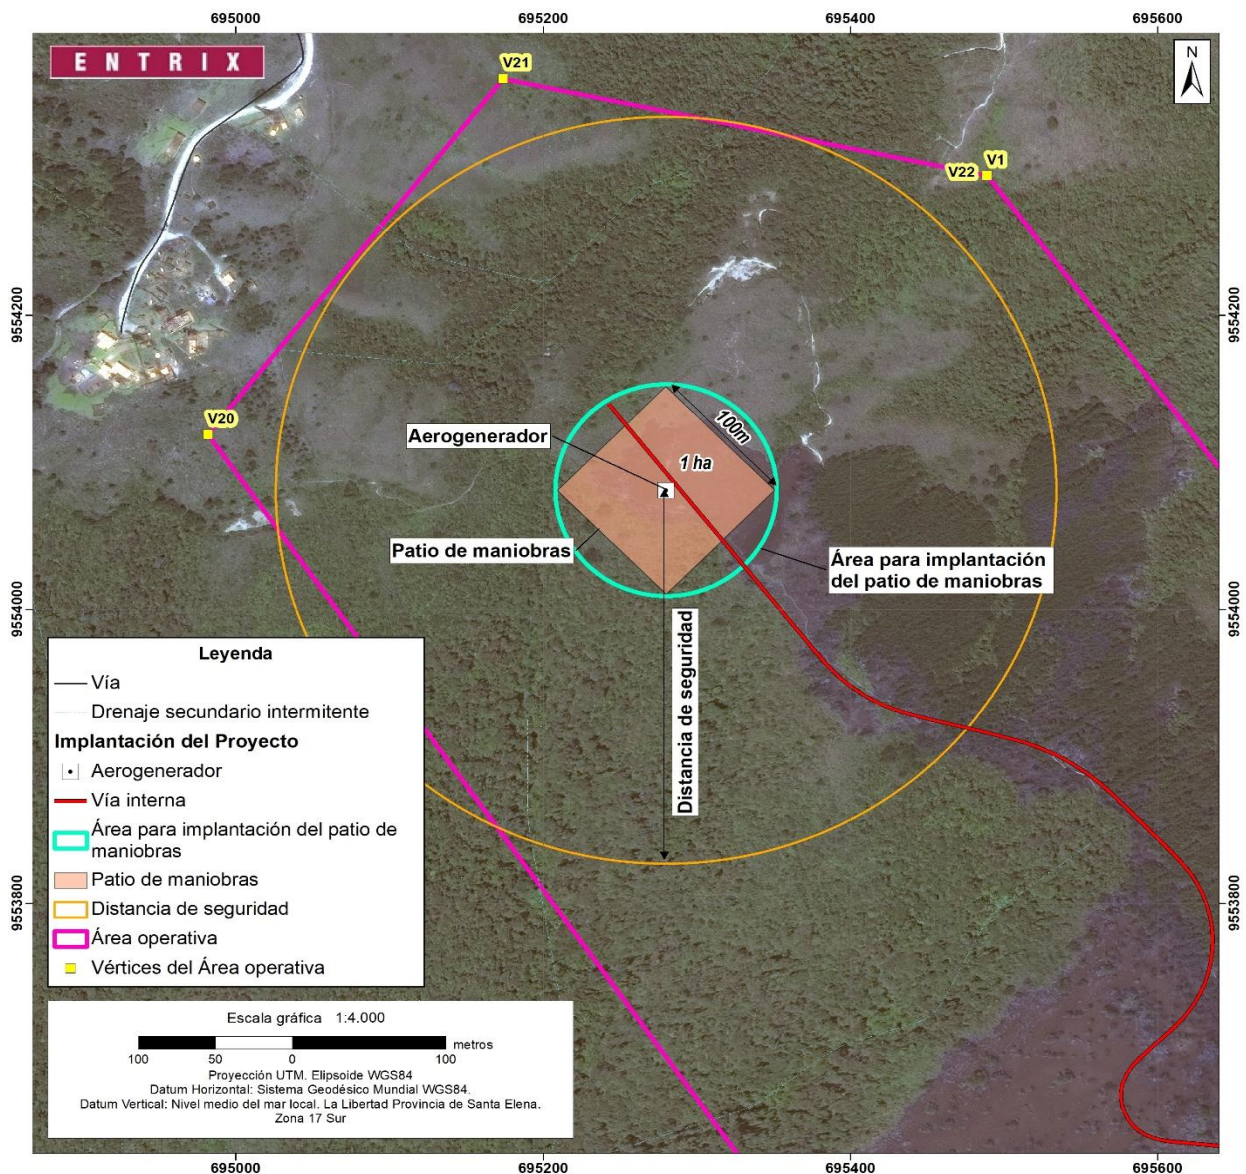 695000
695200
695400
695600
ENTRIX
N
V21
V22
V1
V20
9554200
9554200
Aerogenerador
100m
1 ha
Patio de maniobras
Área para implantación
del patio de maniobras
9554000
9554000
Distancia de seguridad
Leyenda
Vía
Drenaje secundario intermitente
Implantación del Proyecto
Aerogenerador
Vía interna
Área para implantación del patio de
maniobras
Patio de maniobras
Distancia de seguridad
Área operativa
Vértices del Área operativa
9553800
9553800
Escala gráfica 1:4.000
100 50 0 100 metros
Proyección UTM. Elipsoide WGS84
Datum Horizontal: Sistema Geodésico Mundial WGS84.
Datum Vertical: Nivel medio del mar local. La Libertad Provincia de Santa Elena.
Zona 17 Sur
695000
695200
695400
695600